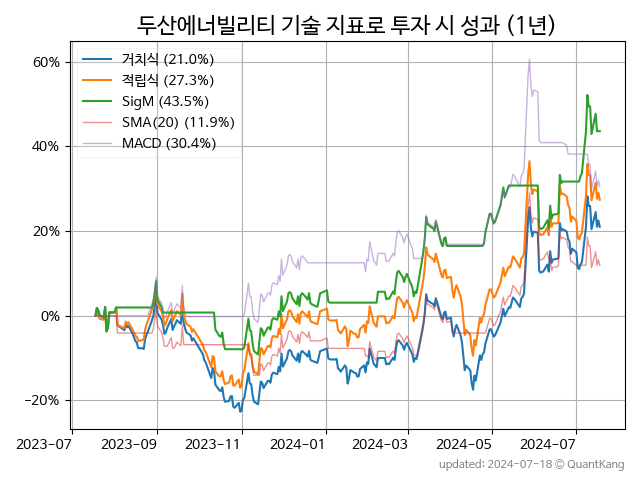 두산에너빌리티 기술 지표로 투자 시 성과 (1년)
거치식 (21.0%)
적립식 (27.3%)
SigM (43.5%)
SMA(20) (11.9%)
MACD (30.4%)
60%
40%
20%
0%
−20%
2023-07 2023-09 2023-11 2024-01 2024-03 2024-05 2024-07
updated: 2024-07-18 © QuantKang